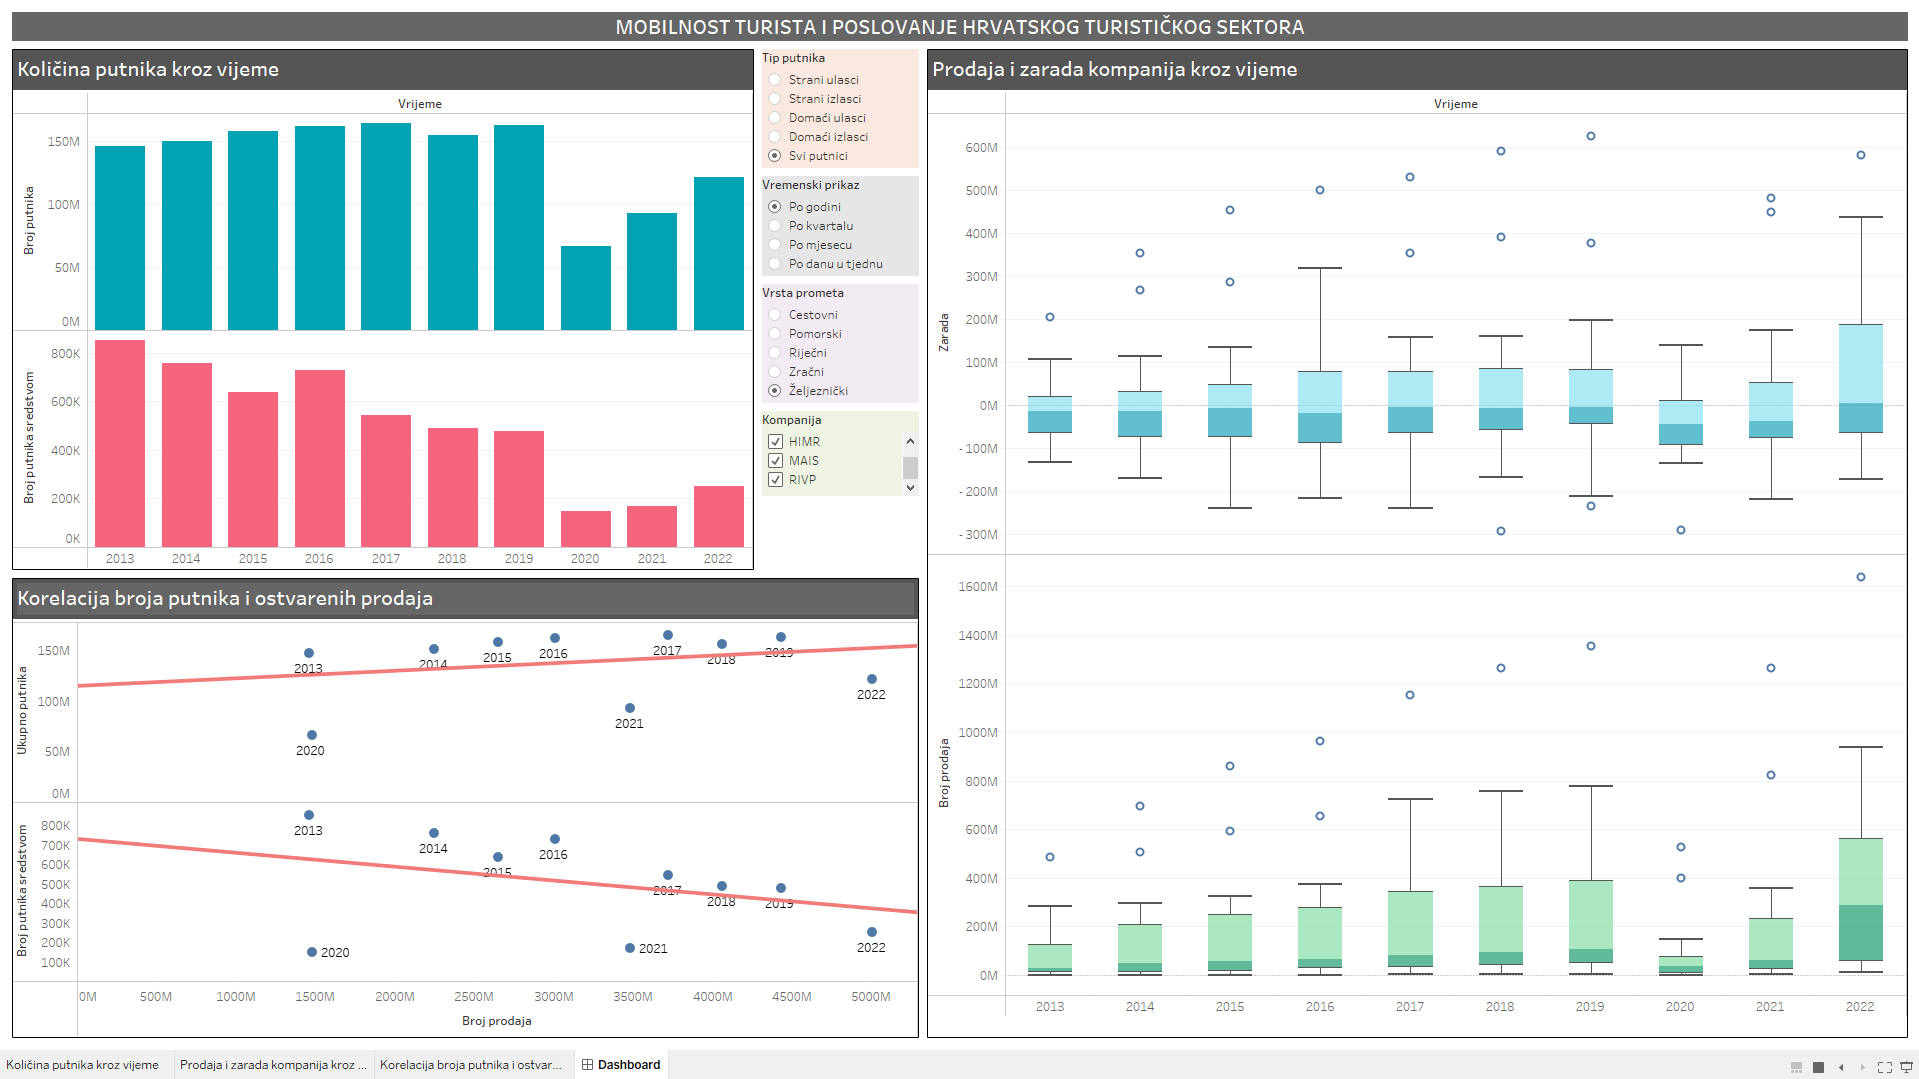 MOBILNOST TURISTA I POSLOVANJE HRVATSKOG TURISTIČKOG SEKTORA
Količina putnika kroz vijeme
Vrijeme
Broj putnika
150M
100M
50M
0M
Broj putnika sredstvom
800K
600K
400K
200K
0K
2013 2014 2015 2016 2017 2018 2019 2020 2021 2022
Tip putnika
Strani ulasci
Strani izlasci
Domaći ulasci
Domaći izlasci
Svi putnici
Vremenski prikaz
Po godini
Po kvartalu
Po mjesecu
Po danu u tjednu
Vrsta prometa
Cestovni
Pomorski
Riječni
Zračni
Željeznički
Kompanija
HIMR
MAIS
RIVP
Korelacija broja putnika i ostvarenih prodaja
Ukupno putnika
150M
100M
50M
0M
2013
2014
2015
2016
2017
2018
2019
2020
2021
2022
Broj putnika sredstvom
800K
700K
600K
500K
400K
300K
200K
100K
2013
2014
2015
2016
2017
2018
2019
2020
2021
2022
0M 500M 1000M 1500M 2000M 2500M 3000M 3500M 4000M 4500M 5000M
Broj prodaja
Prodaja i zarada kompanija kroz vijeme
Vrijeme
Zarada
600M
500M
400M
300M
200M
100M
0M
-100M
-200M
-300M
Broj prodaja
1600M
1400M
1200M
1000M
800M
600M
400M
200M
0M
2013 2014 2015 2016 2017 2018 2019 2020 2021 2022
Količina putnika kroz vijeme
Prodaja i zarada kompanija kroz ...
Korelacija broja putnika i ostvar...
Dashboard